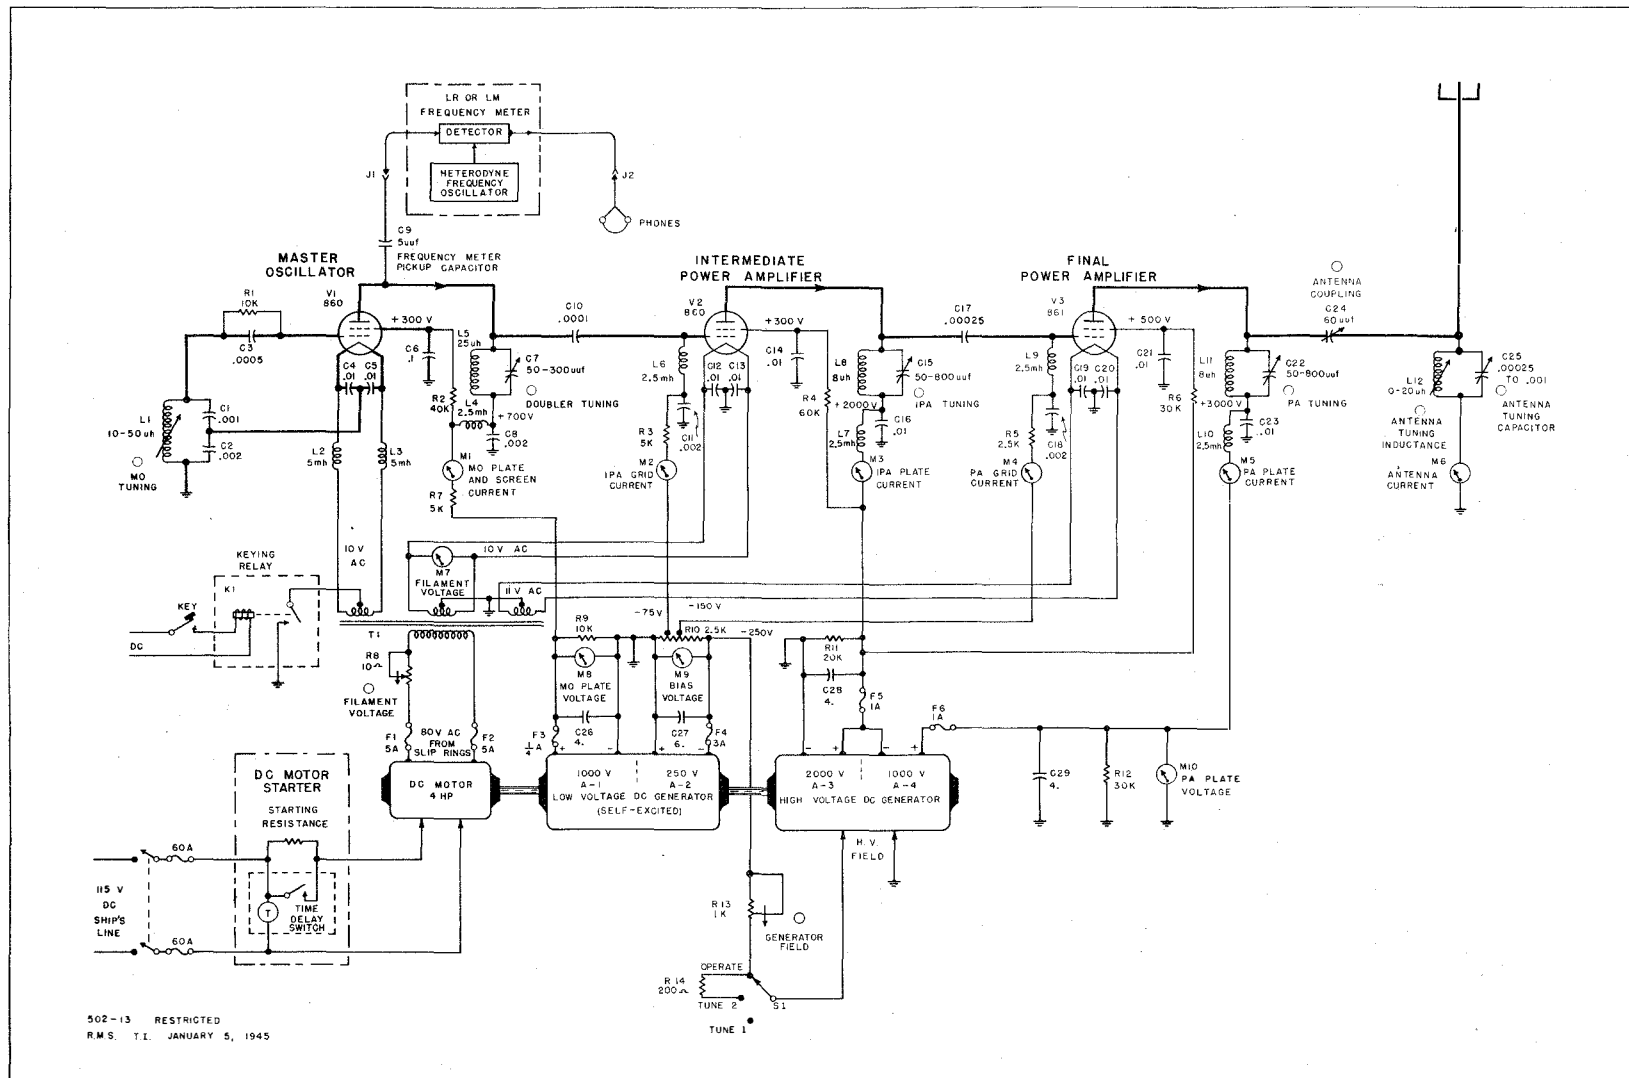 LR OR LM
FREQUENCY METER
DETECTOR
HETERODYNE
FREQUENCY
OSCILLATOR
J1
J2
PHONES
C9
5uuf
FREQUENCY METER
PICKUP CAPACITOR
MASTER
OSCILLATOR
V1
860
R1
10K
C3
.0005
+300 V
C4
.01
C5
.01
C6
.1
L1
10-50uh
MO
TUNING
C1
.001
C2
.002
L2
5mh
L3
5mh
R2
40K
L5
25uh
C7
50-300uuf
DOUBLER TUNING
L4
2.5mh
+700V
C8
.002
M1
MO PLATE
AND SCREEN
CURRENT
R7
5K
C10
.0001
INTERMEDIATE
POWER AMPLIFIER
V2
860
+300 V
L6
2.5mh
C12
.01
C13
.01
C14
.01
C11
.002
R3
5K
M2
IPA GRID
CURRENT
R4
60K
L8
8uh
C15
50-800uuf
IPA TUNING
+2000V
C16
.01
L7
2.5mh
M3
IPA PLATE
CURRENT
C17
.00025
FINAL
POWER AMPLIFIER
V3
861
+500 V
L9
2.5mh
C19
.01
C20
.01
C21
.01
C18
.002
R5
2.5K
M4
PA GRID
CURRENT
R6
30K
L11
8uh
C22
50-800uuf
PA TUNING
+3000V
C23
.01
L10
2.5mh
M5
PA PLATE
CURRENT
ANTENNA
COUPLING
C24
60uuf
L12
0-20uh
C25
.00025
TO .001
ANTENNA
TUNING
CAPACITOR
ANTENNA
TUNING
INDUCTANCE
M6
ANTENNA
CURRENT
KEYING
RELAY
K1
KEY
DC
10V
AC
10V AC
M7
FILAMENT
VOLTAGE
11V AC
T1
R8
10Ω
FILAMENT
VOLTAGE
F1
5A
80V AC
FROM
SLIP RINGS
F2
5A
R9
10K
M8
MO PLATE
VOLTAGE
C26
4.
F3
1/4 A
-75V
-150V
R10 2.5K
-250V
M9
BIAS
VOLTAGE
C27
6.
F4
3A
R11
20K
C28
4.
F5
1A
F6
1A
+ - + - - + - +
DC MOTOR
4 HP
1000 V
A-1
250 V
A-2
LOW VOLTAGE DC GENERATOR
(SELF-EXCITED)
2000 V
A-3
1000 V
A-4
HIGH VOLTAGE DC GENERATOR
H.V.
FIELD
C29
4.
R12
30K
M10
PA PLATE
VOLTAGE
DC MOTOR
STARTER
STARTING
RESISTANCE
T
TIME
DELAY
SWITCH
60A
115 V
DC
SHIP'S
LINE
60A
R13
1K
GENERATOR
FIELD
OPERATE
R14
200Ω
TUNE 2
S1
TUNE 1
502-13 RESTRICTED
R.M.S. T.I. JANUARY 5, 1945